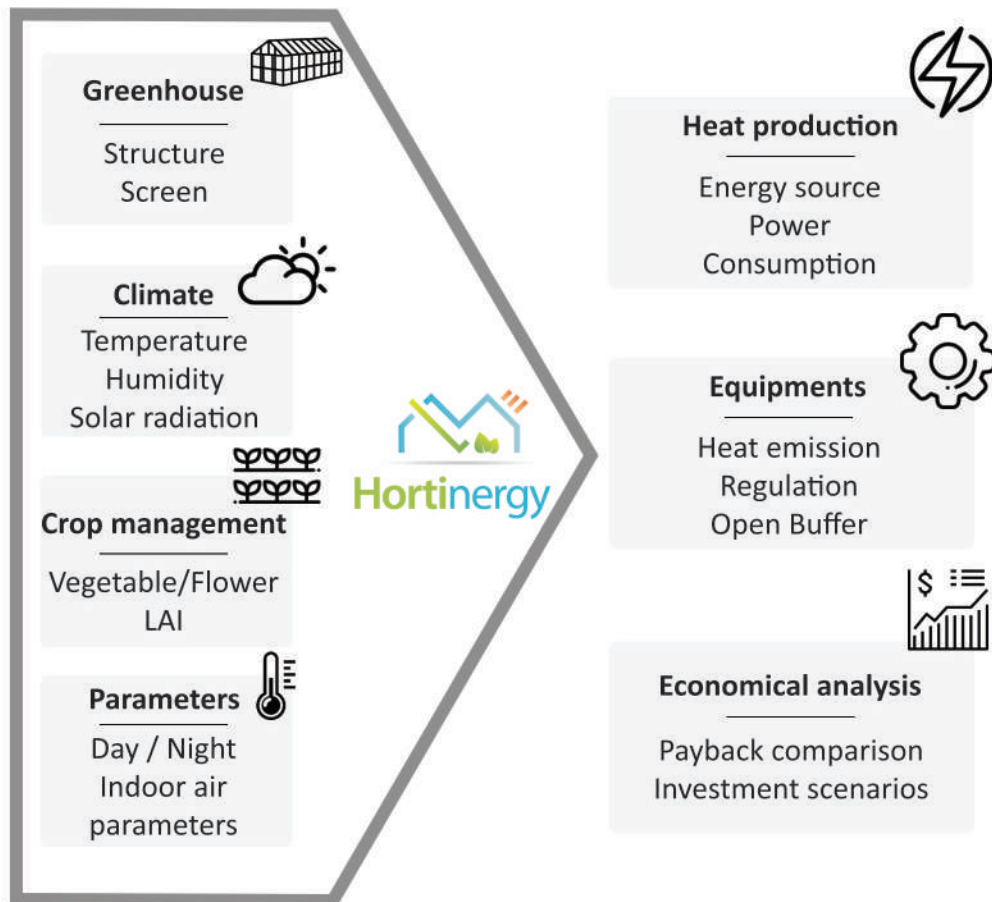 Greenhouse
Structure
Screen
Climate
Temperature
Humidity
Solar radiation
Crop management
Vegetable/Flower
LAI
Parameters
Day / Night
Indoor air
parameters
Hortinergy
Heat production
Energy source
Power
Consumption
Equipments
Heat emission
Regulation
Open Buffer
$
Economical analysis
Payback comparison
Investment scenarios